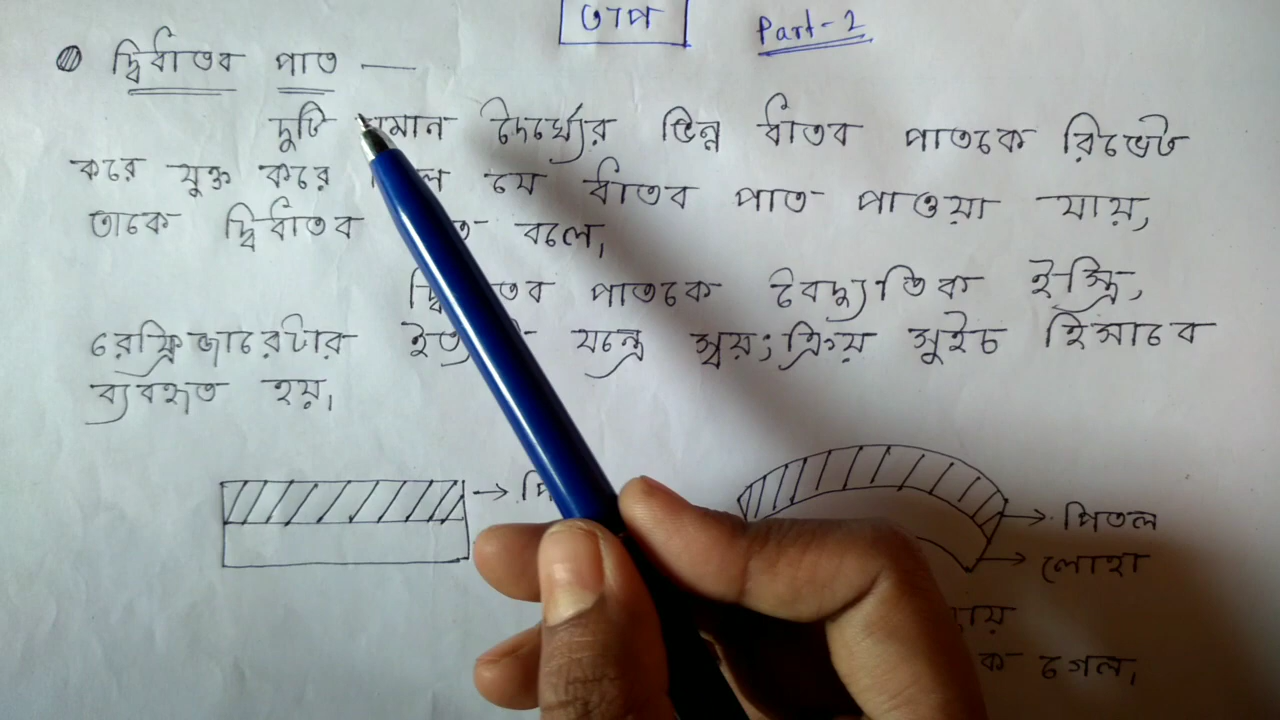 তাপ
Part-2
দ্বিধাতব পাত —
দুটি সমান দৈর্ঘ্যের ভিন্ন ধাতব পাতকে রিভেট
করে যুক্ত করে যে ধাতব পাত পাওয়া যায়,
তাকে দ্বিধাতব বলে।
পাতকে বৈদ্যুতিক ইস্ত্রি,
রেফ্রিজারেটার যন্ত্রে স্বয়ংক্রিয় সুইচ হিসাবে
ব্যবহৃত হয়।
পিতল
লোহা
গেল।